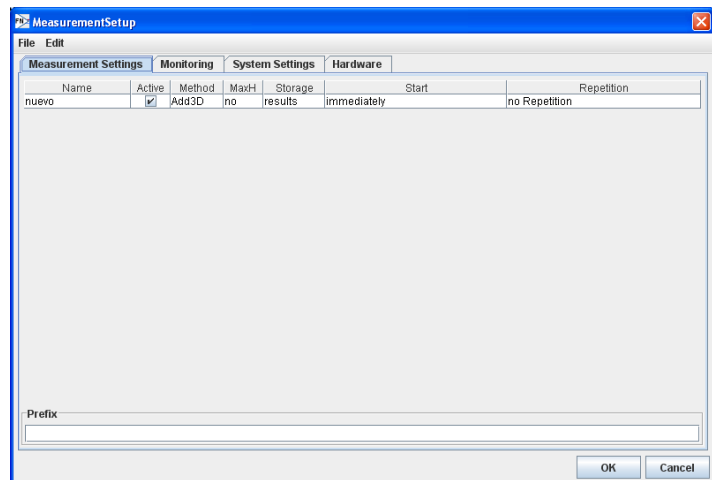 MeasurementSetup
File Edit
Measurement Settings Monitoring System Settings Hardware
Name Active Method MaxH Storage Start Repetition
nuevo Add3D no results immediately no Repetition
Prefix
OK Cancel